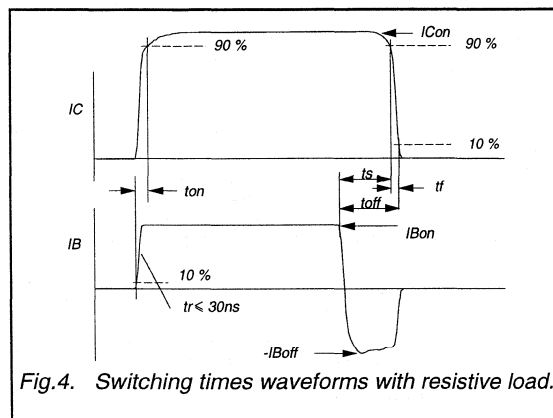 ICon
90 %
90 %
IC
10 %
ton
ts
tf
toff
IB
IBon
10 %
tr≤ 30ns
-IBoff
Fig.4. Switching times waveforms with resistive load.